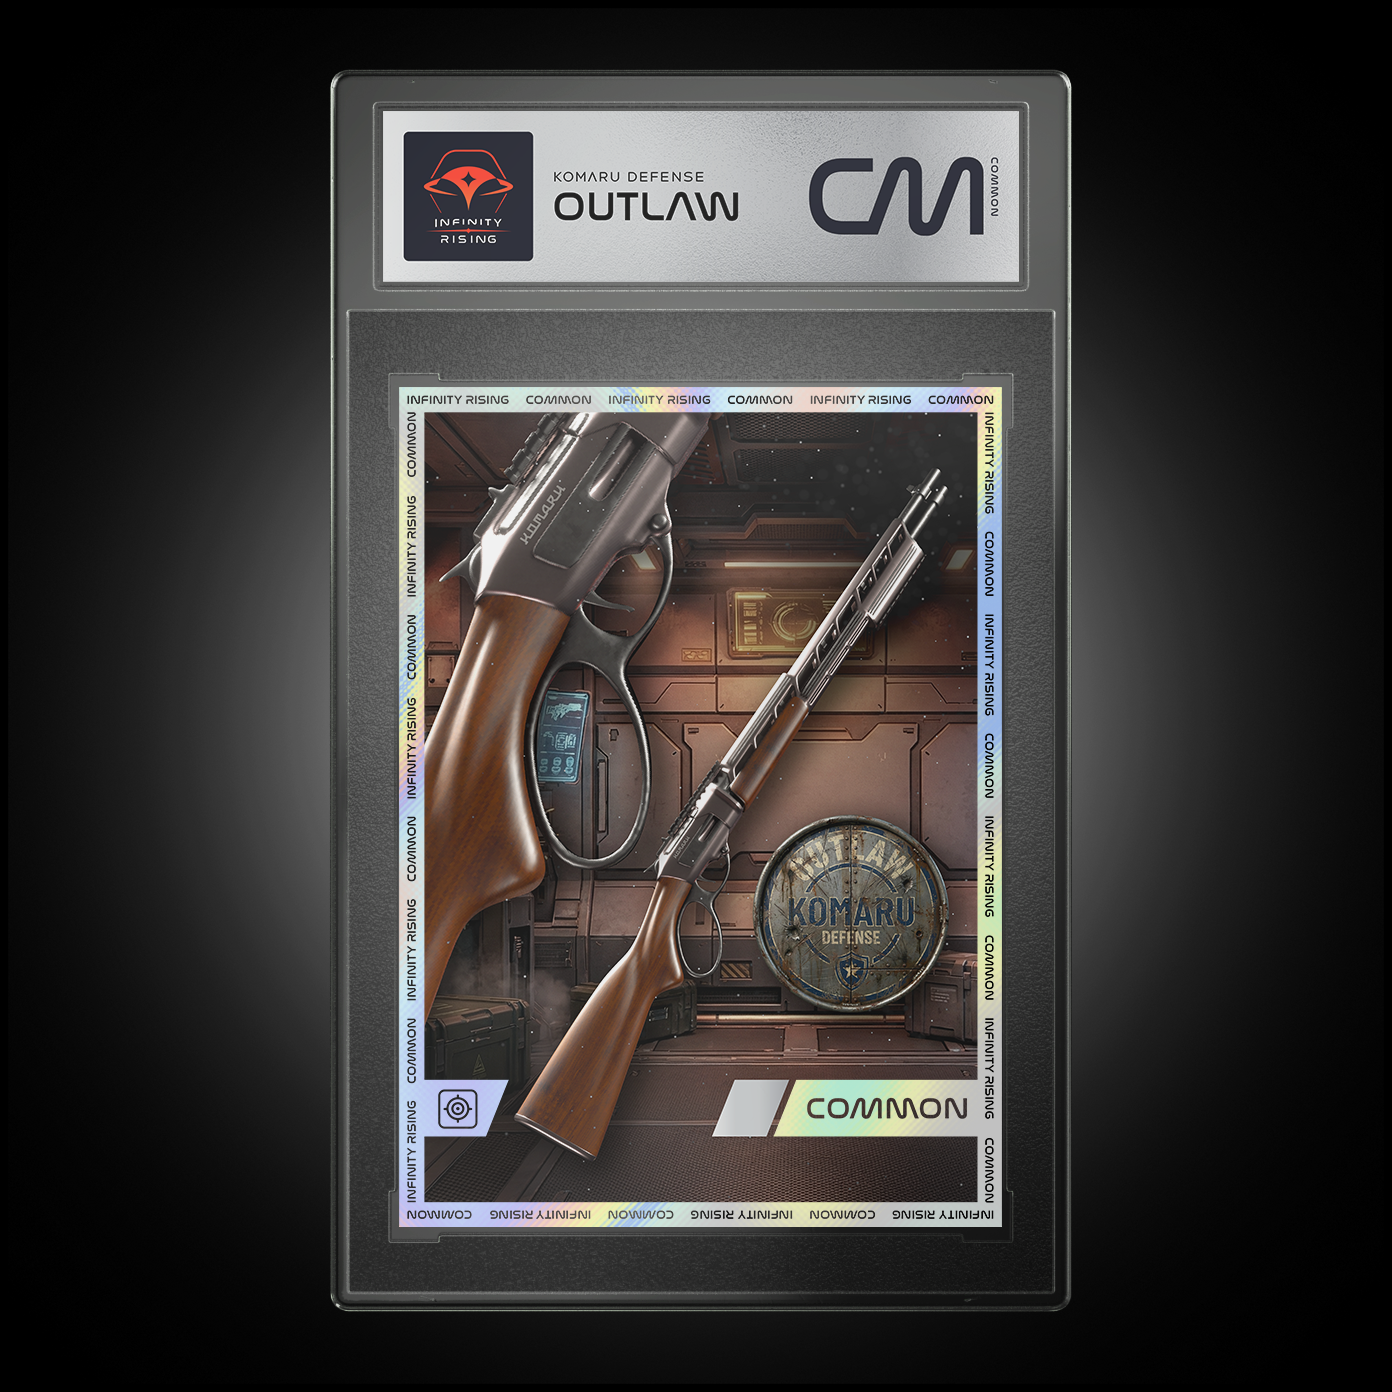 INFINITY
RISING
KOMARU DEFENSE
OUTLAW
CM
COMMON
INFINITY RISING COMMON INFINITY RISING COMMON INFINITY RISING COMMON
INFINITY RISING COMMON INFINITY RISING COMMON INFINITY RISING COMMON INFINITY RISING COMMON
INFINITY RISING COMMON INFINITY RISING COMMON INFINITY RISING COMMON INFINITY RISING COMMON
KOMARU
OUTLAW
KOMARU
DEFENSE
COMMON
INFINITY RISING COMMON INFINITY RISING COMMON INFINITY RISING COMMON